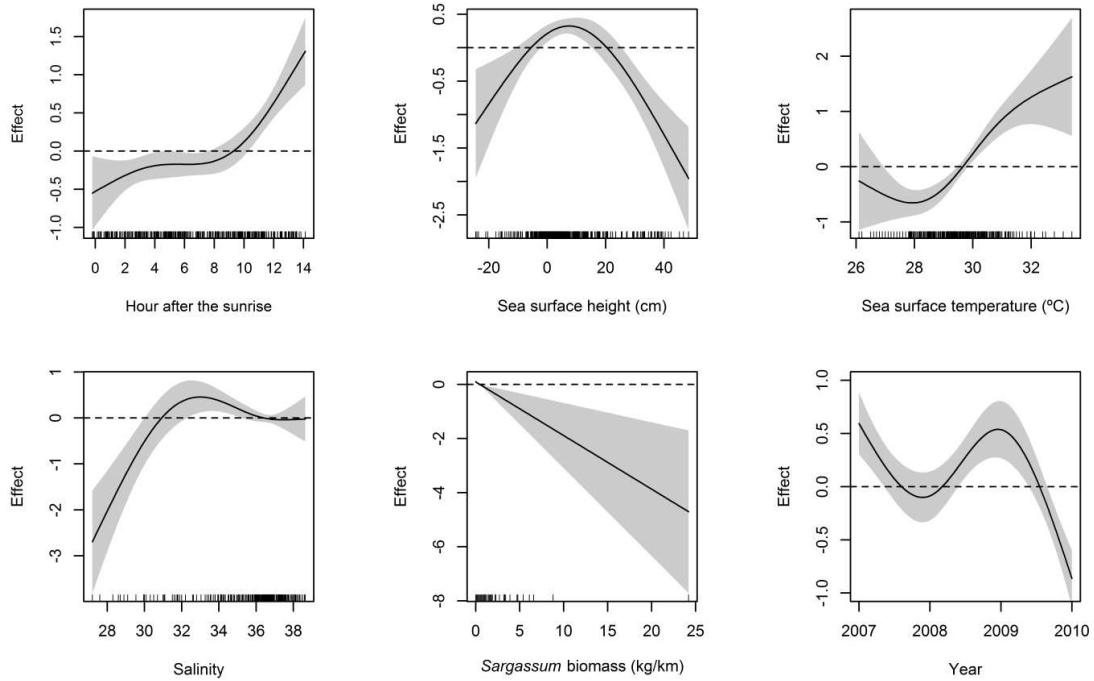 Effect
1.5
1.0
0.5
0.0
-0.5
-1.0
0 2 4 6 8 10 12 14
Hour after the sunrise
Effect
0.5
-0.5
-1.5
-2.5
-20 0 20 40
Sea surface height (cm)
Effect
2
1
0
-1
26 28 30 32
Sea surface temperature (ºC)
Effect
1
0
-1
-2
-3
28 30 32 34 36 38
Salinity
Effect
0
-2
-4
-6
-8
0 5 10 15 20 25
Sargassum biomass (kg/km)
Effect
1.0
0.5
0.0
-0.5
-1.0
2007 2008 2009 2010
Year